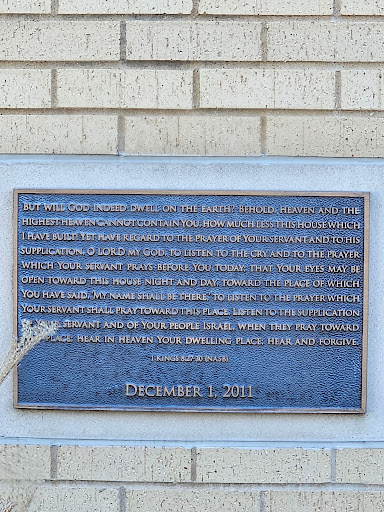 BUT WILL GOD INDEED DWELL ON THE EARTH? BEHOLD, HEAVEN AND THE
HIGHEST HEAVEN CANNOT CONTAIN YOU, HOW MUCH LESS THIS HOUSE WHICH
I HAVE BUILT. YET HAVE REGARD TO THE PRAYER OF YOUR SERVANT AND TO HIS
SUPPLICATION, O LORD MY GOD, TO LISTEN TO THE CRY AND TO THE PRAYER
WHICH YOUR SERVANT PRAYS BEFORE YOU TODAY; THAT YOUR EYES MAY BE
OPEN TOWARD THIS HOUSE NIGHT AND DAY, TOWARD THE PLACE OF WHICH
YOU HAVE SAID, 'MY NAME SHALL BE THERE,' TO LISTEN TO THE PRAYER WHICH
YOUR SERVANT SHALL PRAY TOWARD THIS PLACE. LISTEN TO THE SUPPLICATION
SERVANT AND OF YOUR PEOPLE ISRAEL, WHEN THEY PRAY TOWARD
PLACE; HEAR IN HEAVEN YOUR DWELLING PLACE; HEAR AND FORGIVE.
1 KINGS 8:27-30 (NASB)
DECEMBER 1, 2011